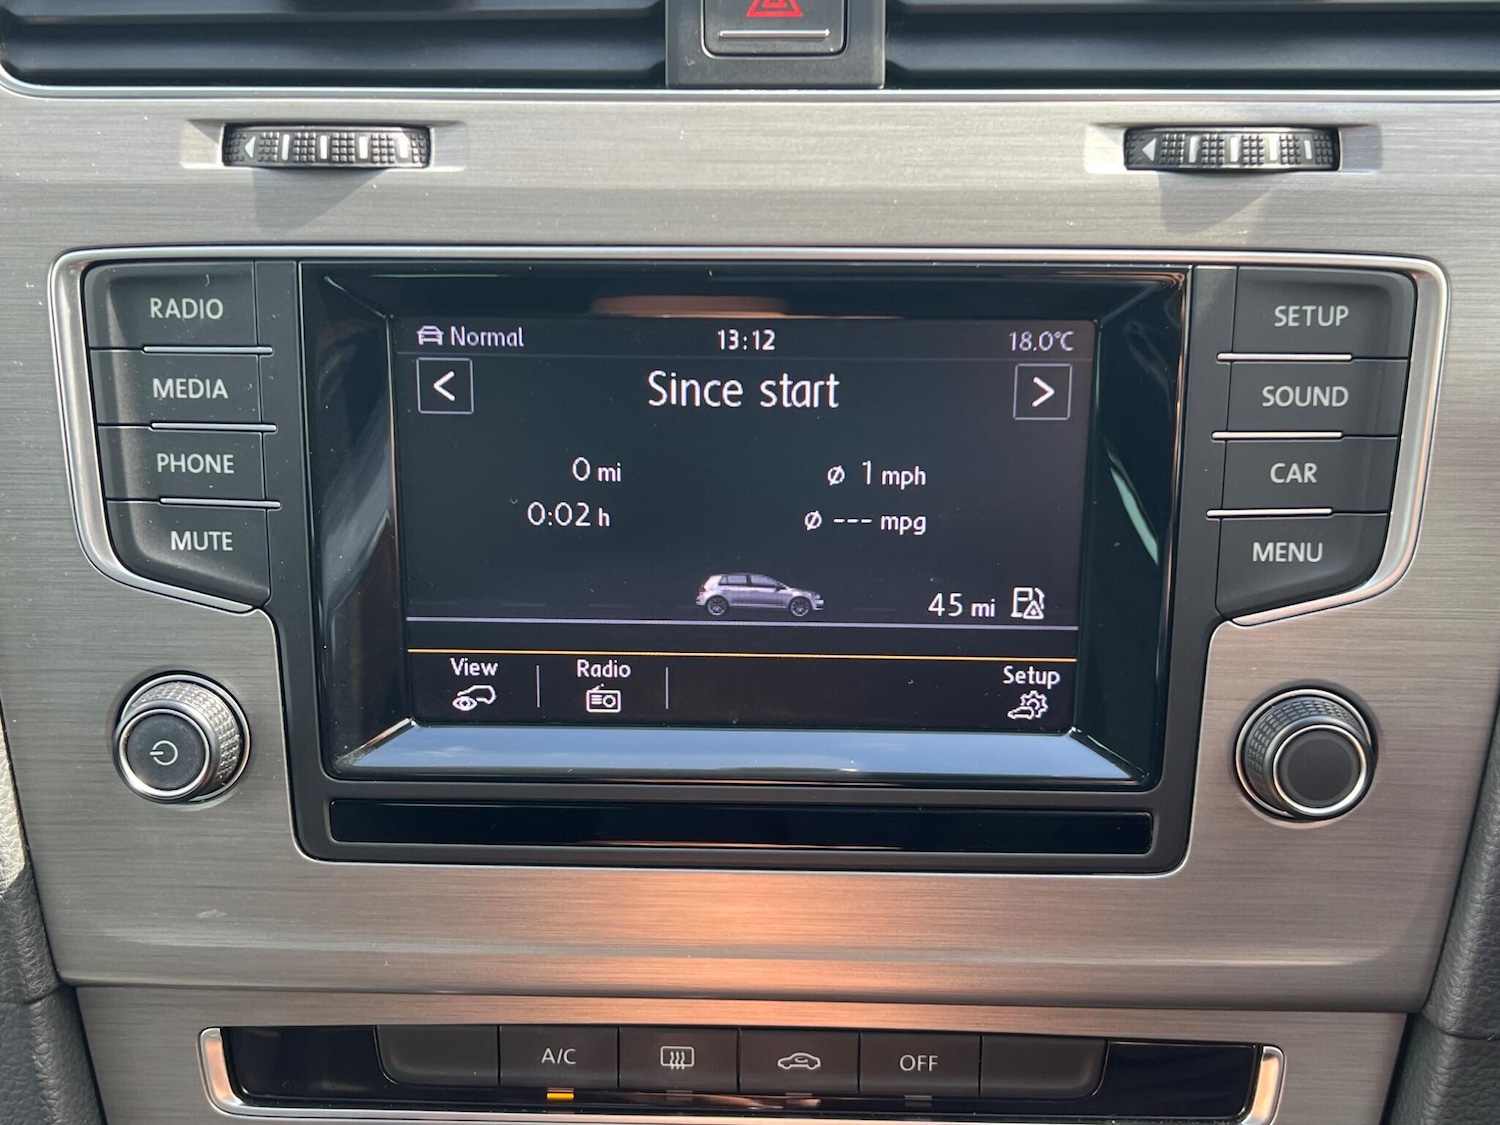 RADIO
MEDIA
PHONE
MUTE
Normal 13:12 18.0°C
< Since start >
0 mi ø 1 mph
0:02 h ø --- mpg
45 mi
View Radio Setup
SETUP
SOUND
CAR
MENU
A/C OFF